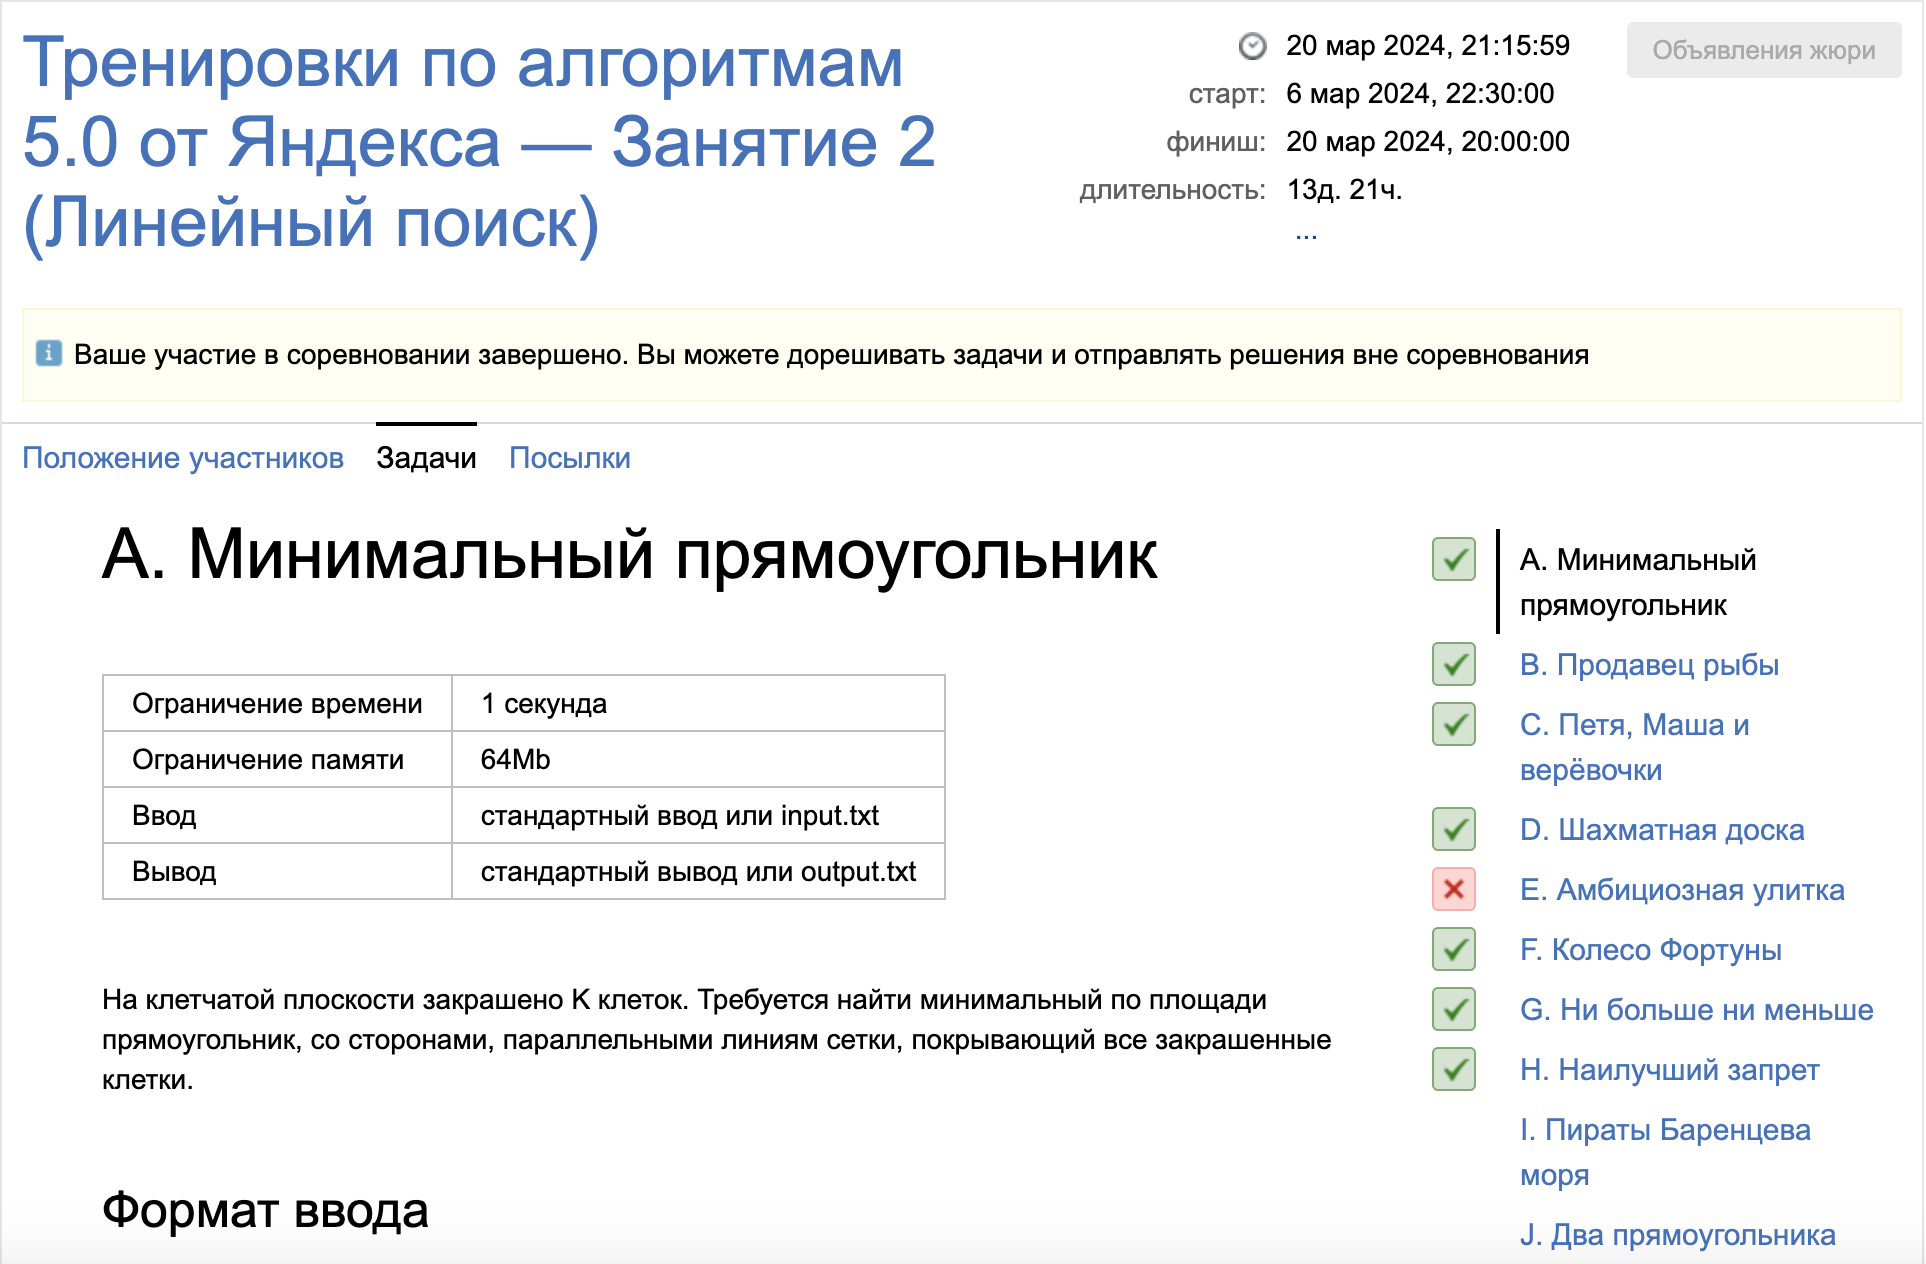 Тренировки по алгоритмам
5.0 от Яндекса — Занятие 2
(Линейный поиск)
20 мар 2024, 21:15:59
старт: 6 мар 2024, 22:30:00
финиш: 20 мар 2024, 20:00:00
длительность: 13д. 21ч.
...
Объявления жюри
Ваше участие в соревновании завершено. Вы можете дорешивать задачи и отправлять решения вне соревнования
Положение участников Задачи Посылки
A. Минимальный прямоугольник
Ограничение времени 1 секунда
Ограничение памяти 64Mb
Ввод стандартный ввод или input.txt
Вывод стандартный вывод или output.txt
На клетчатой плоскости закрашено K клеток. Требуется найти минимальный по площади
прямоугольник, со сторонами, параллельными линиям сетки, покрывающий все закрашенные
клетки.
Формат ввода
A. Минимальный
прямоугольник
B. Продавец рыбы
C. Петя, Маша и
верёвочки
D. Шахматная доска
E. Амбициозная улитка
F. Колесо Фортуны
G. Ни больше ни меньше
H. Наилучший запрет
I. Пираты Баренцева
моря
J. Два прямоугольника